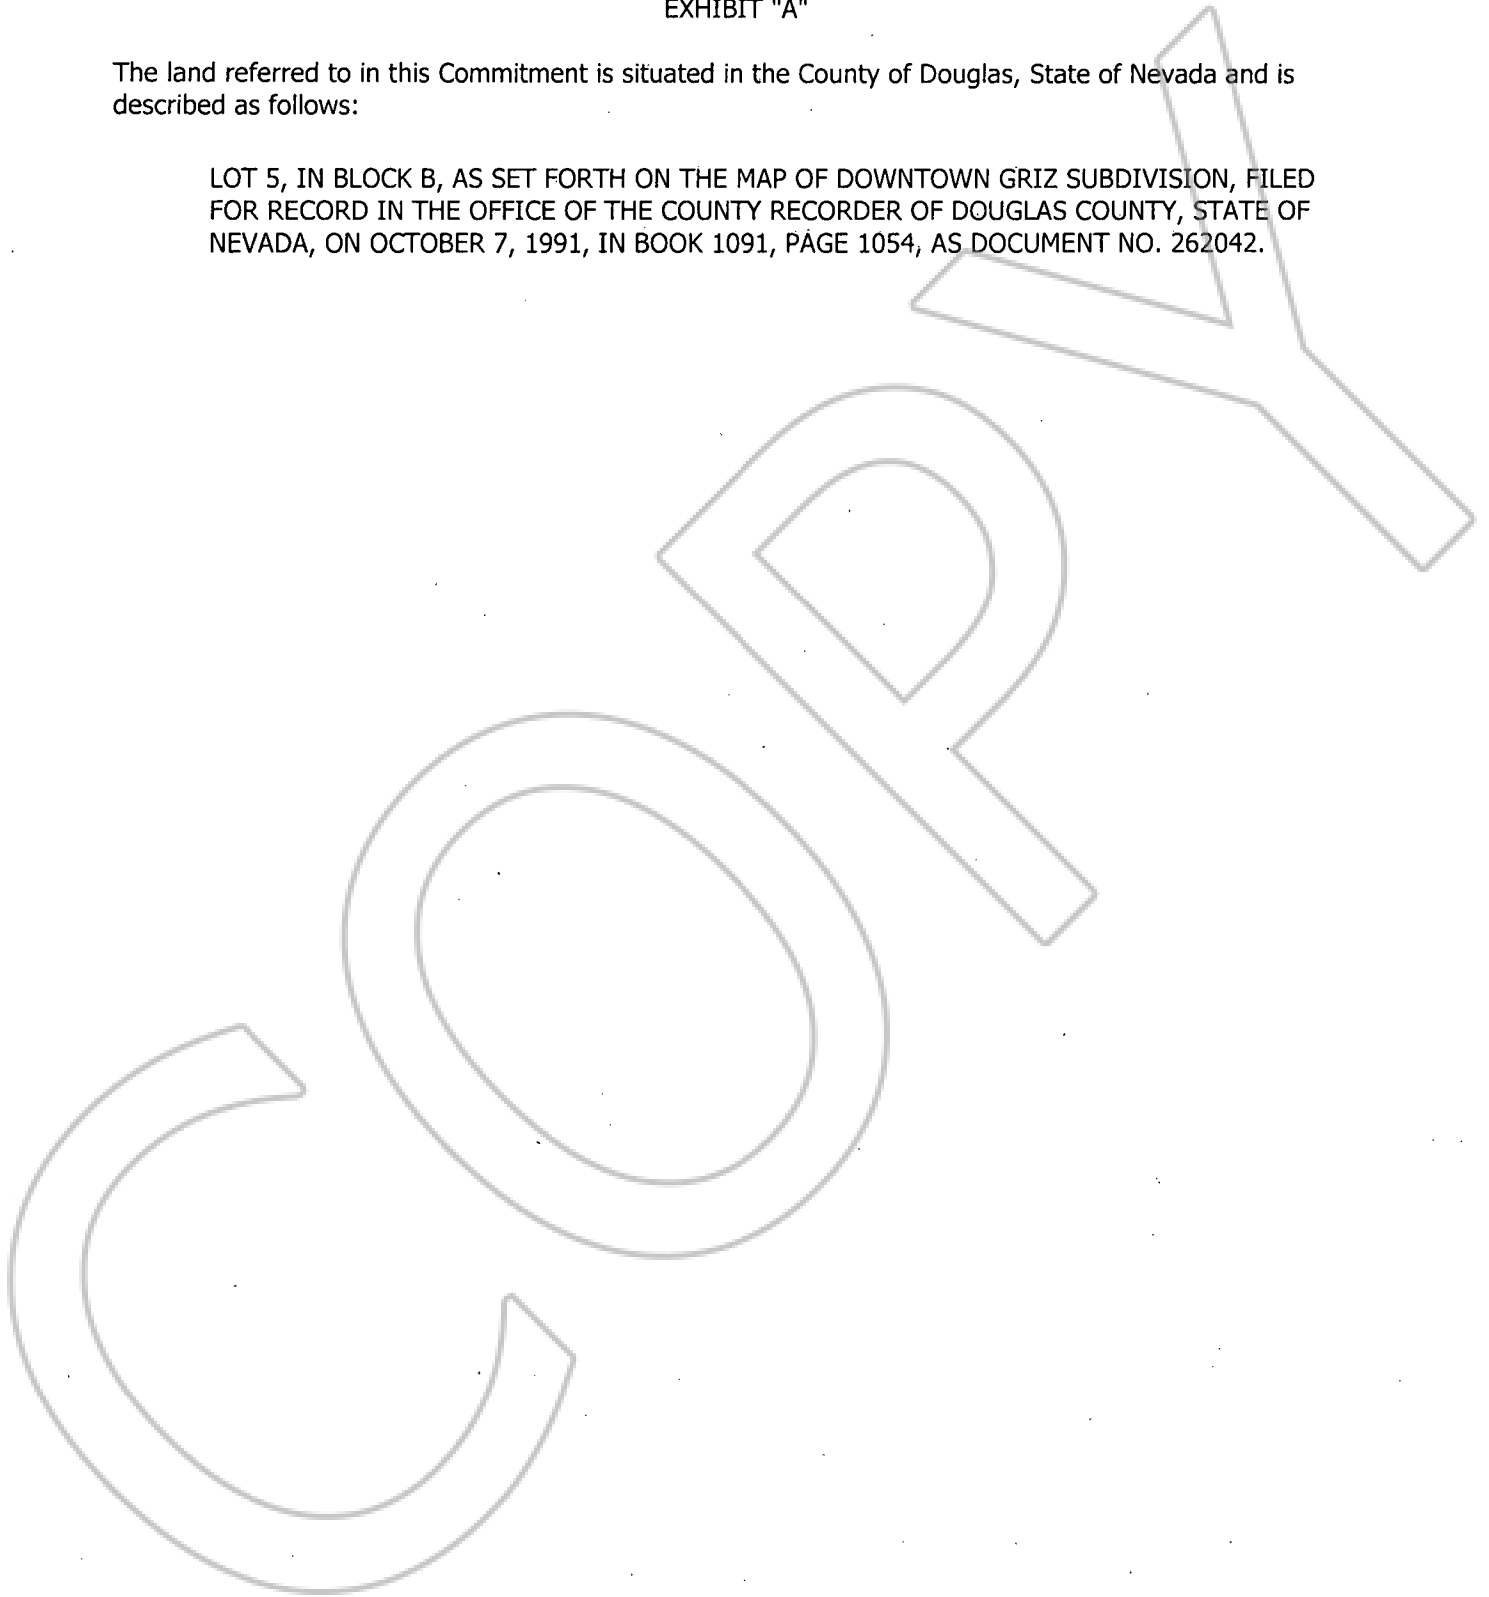 EXHIBIT "A"
The land referred to in this Commitment is situated in the County of Douglas, State of Nevada and is
described as follows:
LOT 5, IN BLOCK B, AS SET FORTH ON THE MAP OF DOWNTOWN GRIZ SUBDIVISION, FILED
FOR RECORD IN THE OFFICE OF THE COUNTY RECORDER OF DOUGLAS COUNTY, STATE OF
NEVADA, ON OCTOBER 7, 1991, IN BOOK 1091, PAGE 1054, AS DOCUMENT NO. 262042.
COPY